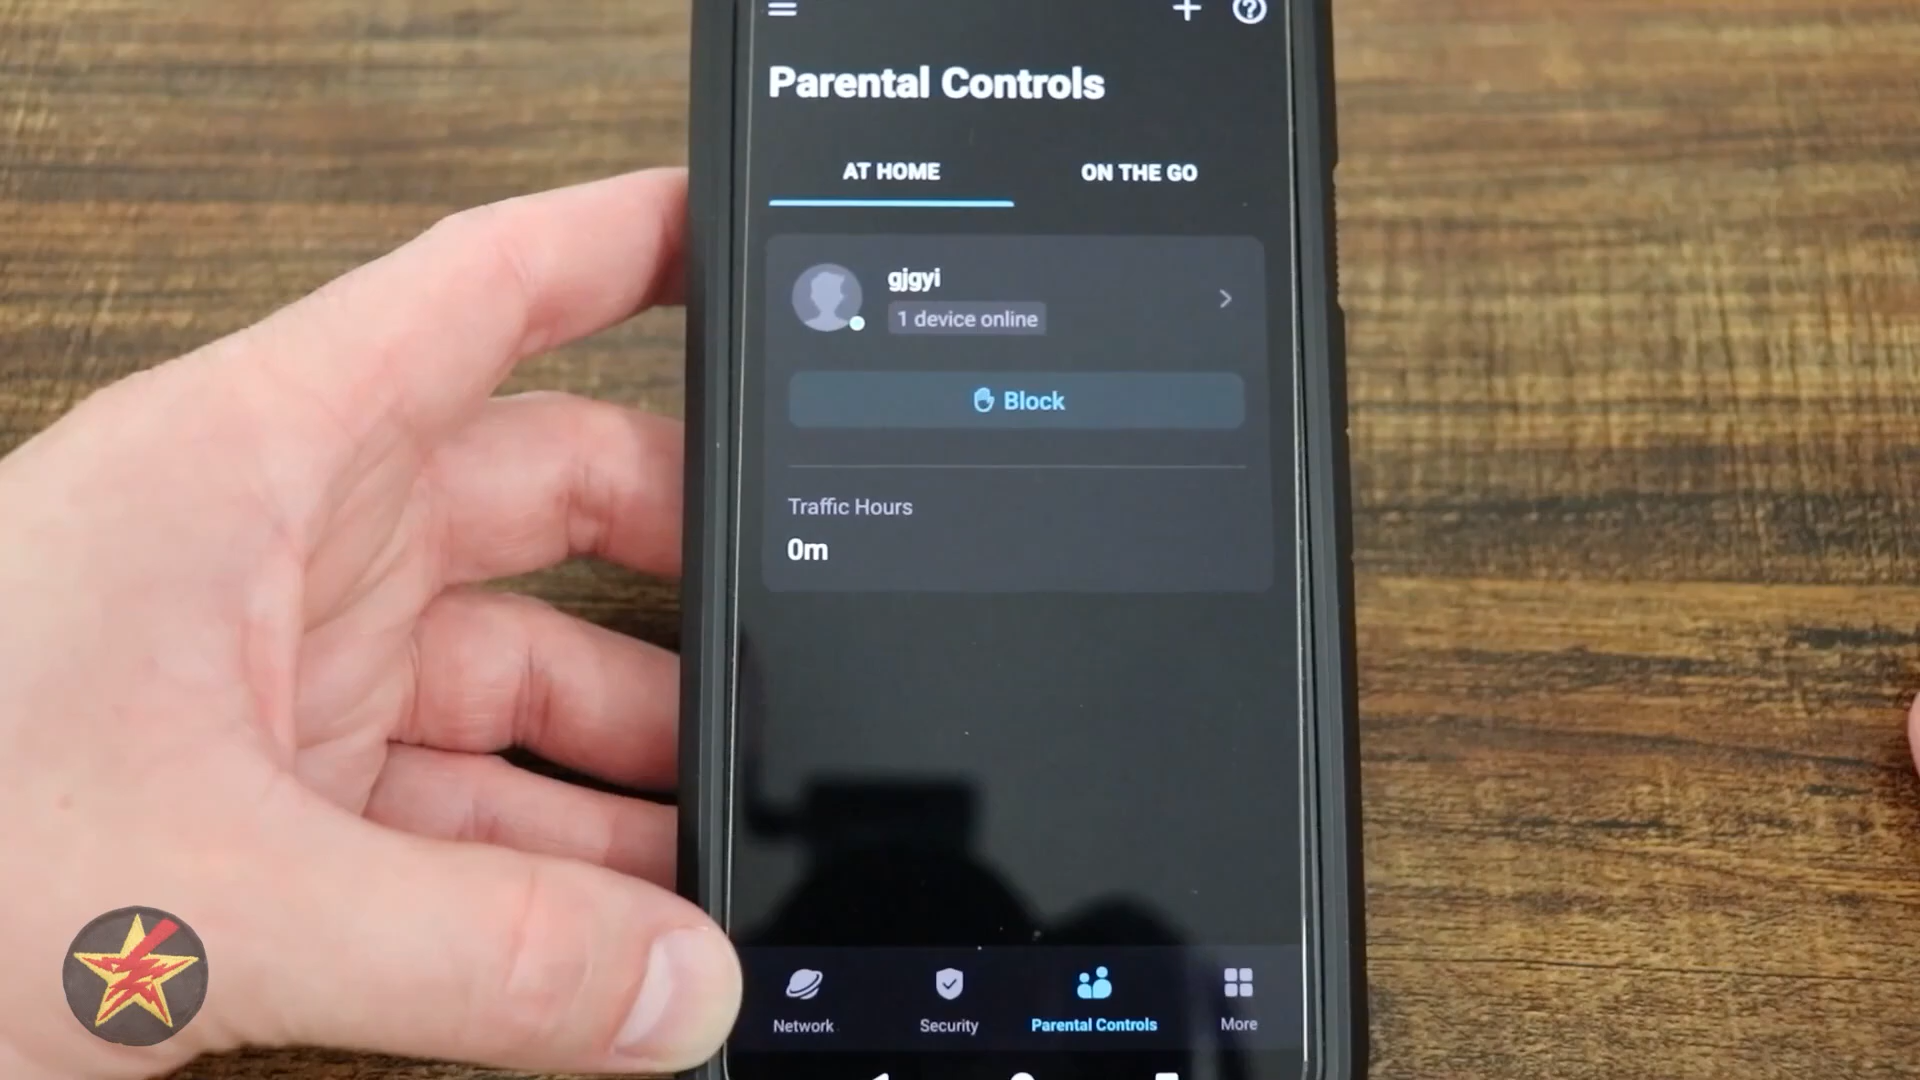 Parental Controls
AT HOME
ON THE GO
gjgyi
1 device online
Block
Traffic Hours
0m
Network
Security
Parental Controls
More